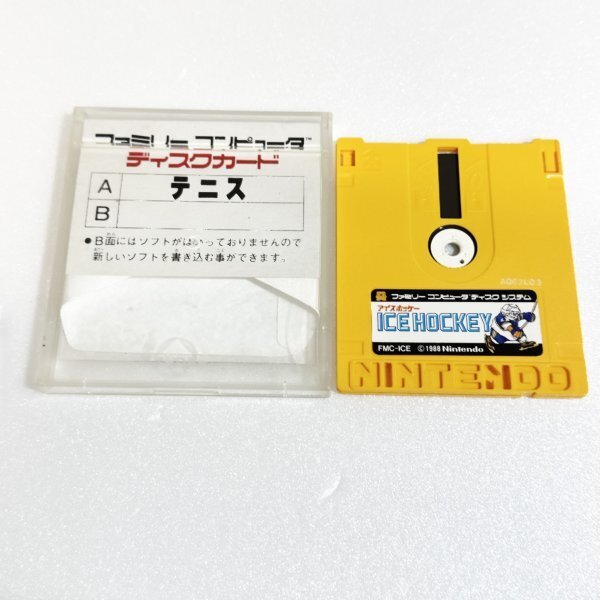 ファミリー コンピュータ™
ディスクカード
A テニス
B
●B面にはソフトがはいっておりませんので
新しいソフトを書き込む事ができます。
ファミリー コンピュータ ディスク システム
アイスホッケー
ICE HOCKEY
FMC-ICE ©1988 Nintendo
NINTENDO